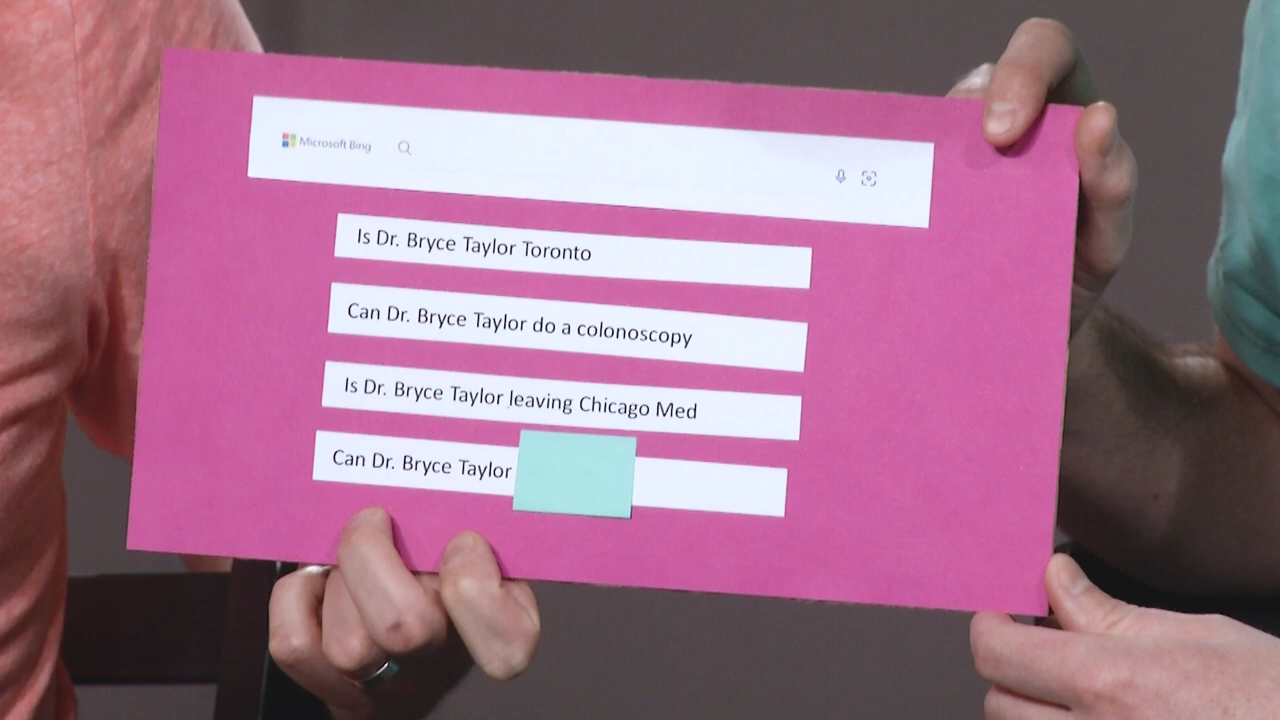 Microsoft Bing
Is Dr. Bryce Taylor Toronto
Can Dr. Bryce Taylor do a colonoscopy
Is Dr. Bryce Taylor leaving Chicago Med
Can Dr. Bryce Taylor